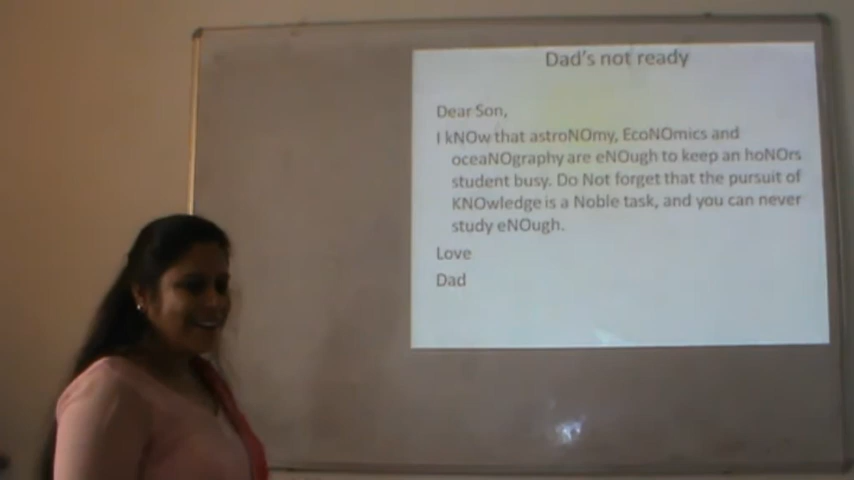 Dad's not ready
Dear Son,
I kNOw that astroNOmy, EcoNOmics and
oceaNOgraphy are eNOugh to keep an hoNOrs
student busy. Do Not forget that the pursuit of
KNOwledge is a Noble task, and you can never
study eNOugh.
Love
Dad